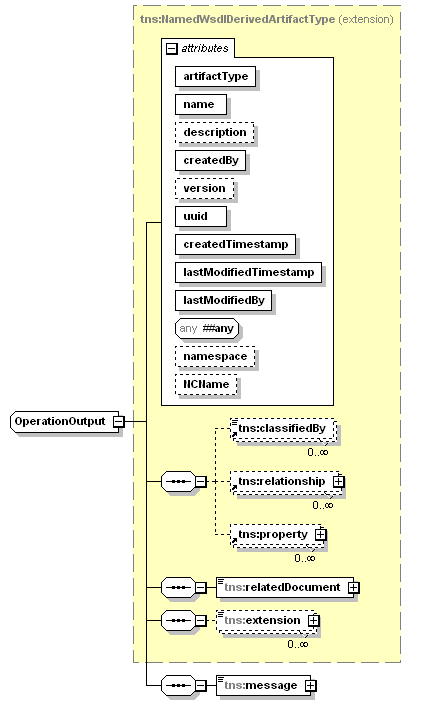 tns:NamedWsdlDerivedArtifactType (extension)
attributes
artifactType
name
description
createdBy
version
uuid
createdTimestamp
lastModifiedTimestamp
lastModifiedBy
any ##any
namespace
NCName
OperationOutput
tns:classifiedBy
0..∞
tns:relationship
0..∞
tns:property
0..∞
tns:relatedDocument
tns:extension
0..∞
tns:message